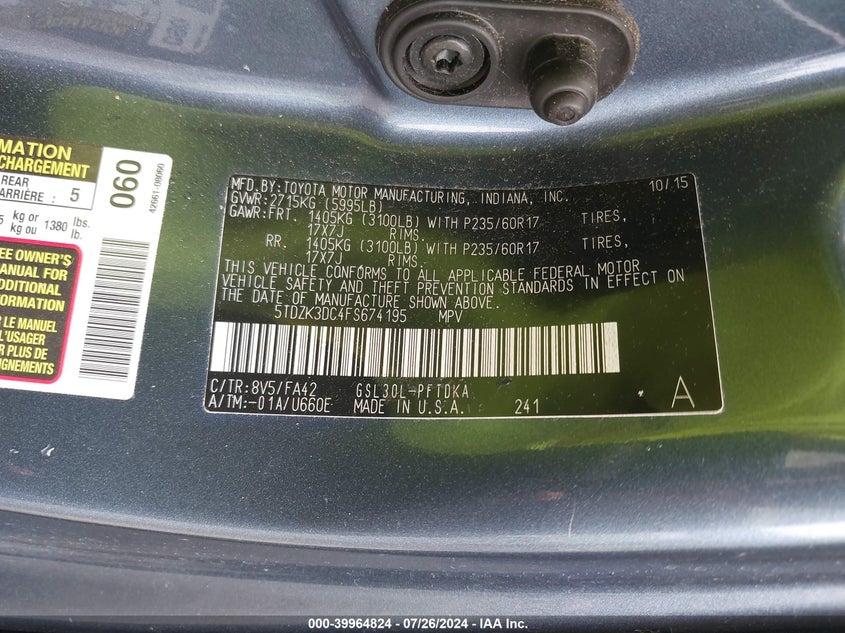 MFD.BY:TOYOTA MOTOR MANUFACTURING, INDIANA, INC. 10/15
GVWR:2715KG (5995LB)
GAWR:FRT. 1405KG (3100LB) WITH P235/60R17 TIRES,
17X7J RIMS,
RR. 1405KG (3100LB) WITH P235/60R17 TIRES,
17X7J RIMS.
THIS VEHICLE CONFORMS TO ALL APPLICABLE FEDERAL MOTOR
VEHICLE SAFETY AND THEFT PREVENTION STANDARDS IN EFFECT ON
THE DATE OF MANUFACTURE SHOWN ABOVE.
5TDZK3DC4FS674195 MPV
C/TR:8V5/FA42 GSL30L-PFTDKA
A/TM:-01A/U660E MADE IN U.S.A. 241 A
CHARGEMENT
REAR
ARRIÈRE : 5
kg or 1380 lbs.
kg ou
060
42661-08060
EE OWNER'S
ANUAL FOR
DDITIONAL
FORMATION
LE MANUEL
L'USAGER
R PLUS DE
EIGNEMENTS
000-39964824 - 07/26/2024 - IAA Inc.